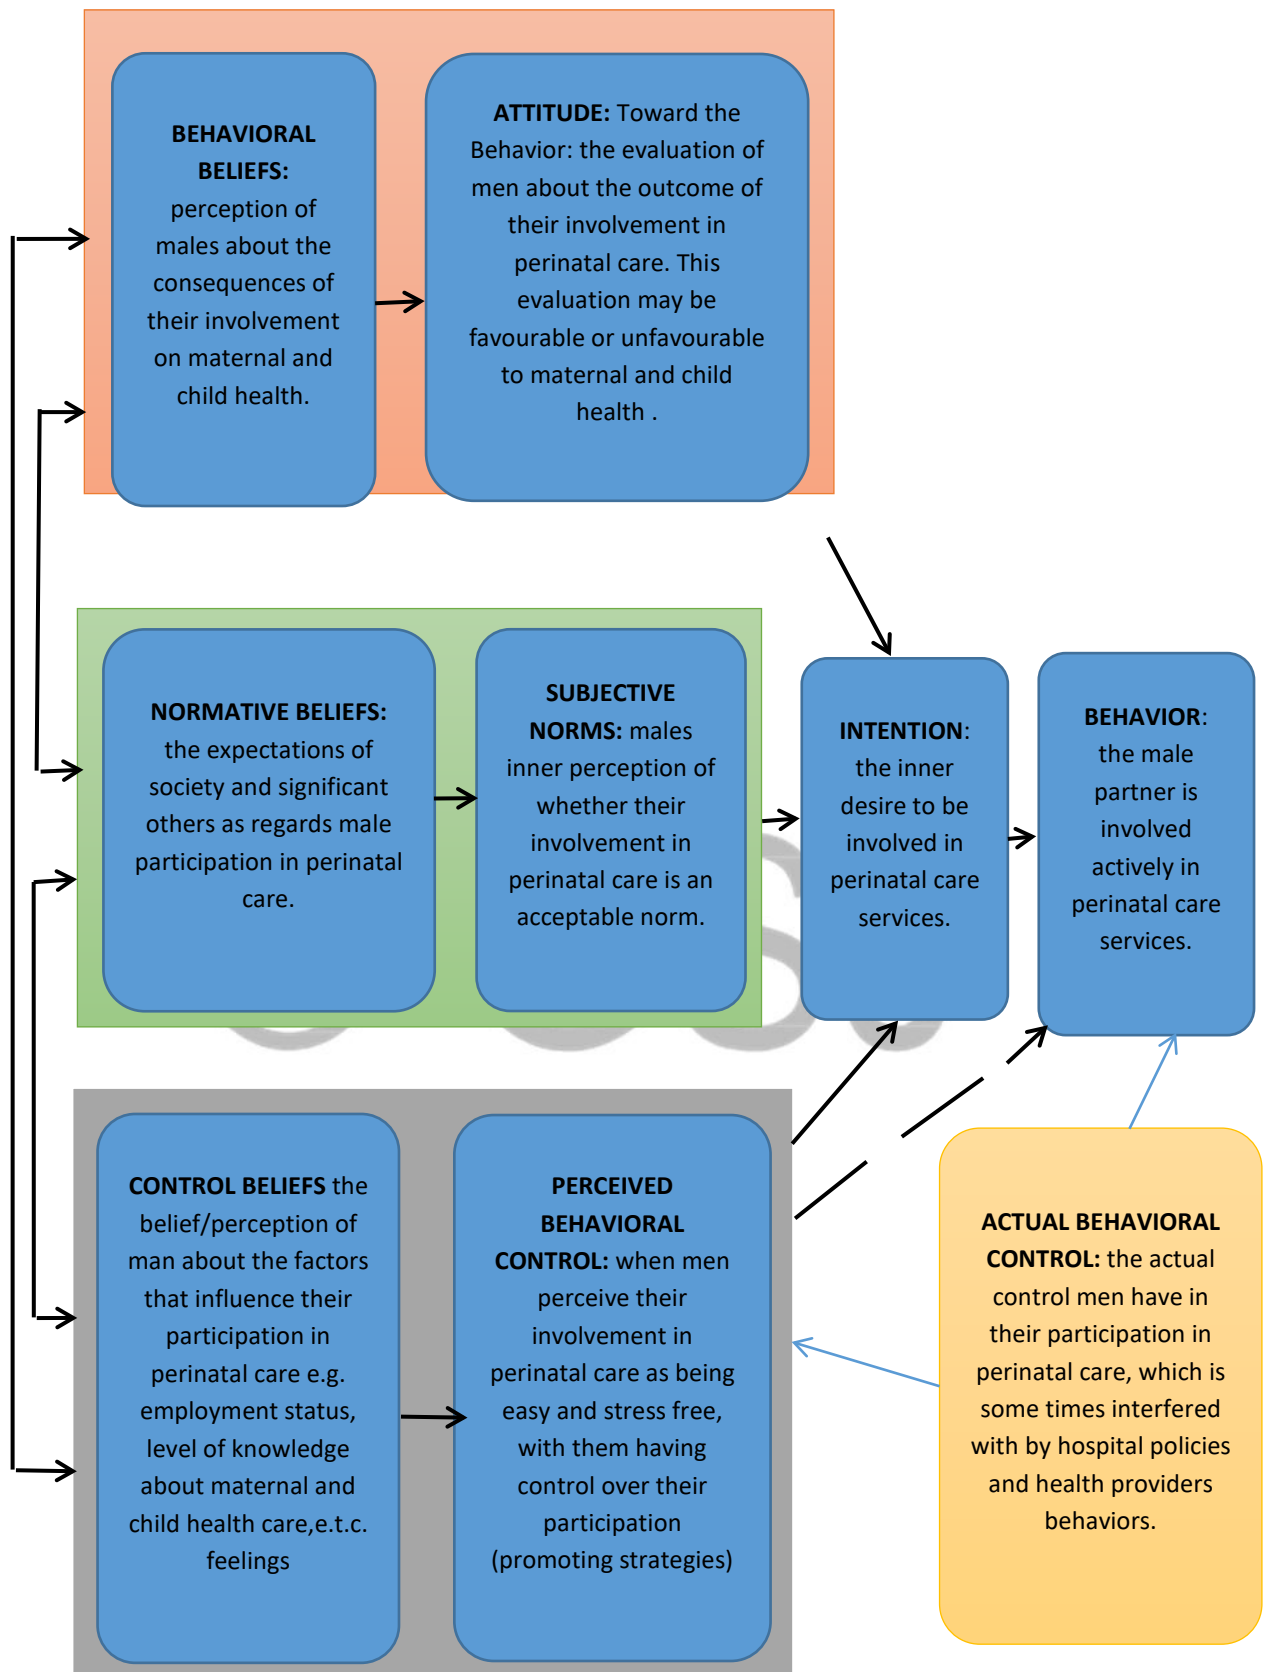 BEHAVIORAL
BELIEFS:
perception of
males about the
consequences of
their involvement
on maternal and
child health.
ATTITUDE: Toward the
Behavior: the evaluation of
men about the outcome of
their involvement in
perinatal care. This
evaluation may be
favourable or unfavourable
to maternal and child
health .
NORMATIVE BELIEFS:
the expectations of
society and significant
others as regards male
participation in perinatal
care.
SUBJECTIVE
NORMS: males
inner perception of
whether their
involvement in
perinatal care is an
acceptable norm.
INTENTION:
the inner
desire to be
involved in
perinatal care
services.
BEHAVIOR:
the male
partner is
involved
actively in
perinatal care
services.
CONTROL BELIEFS the
belief/perception of
man about the factors
that influence their
participation in
perinatal care e.g.
employment status,
level of knowledge
about maternal and
child health care,e.t.c.
feelings
PERCEIVED
BEHAVIORAL
CONTROL: when men
perceive their
involvement in
perinatal care as being
easy and stress free,
with them having
control over their
participation
(promoting strategies)
ACTUAL BEHAVIORAL
CONTROL: the actual
control men have in
their participation in
perinatal care, which is
some times interfered
with by hospital policies
and health providers
behaviors.